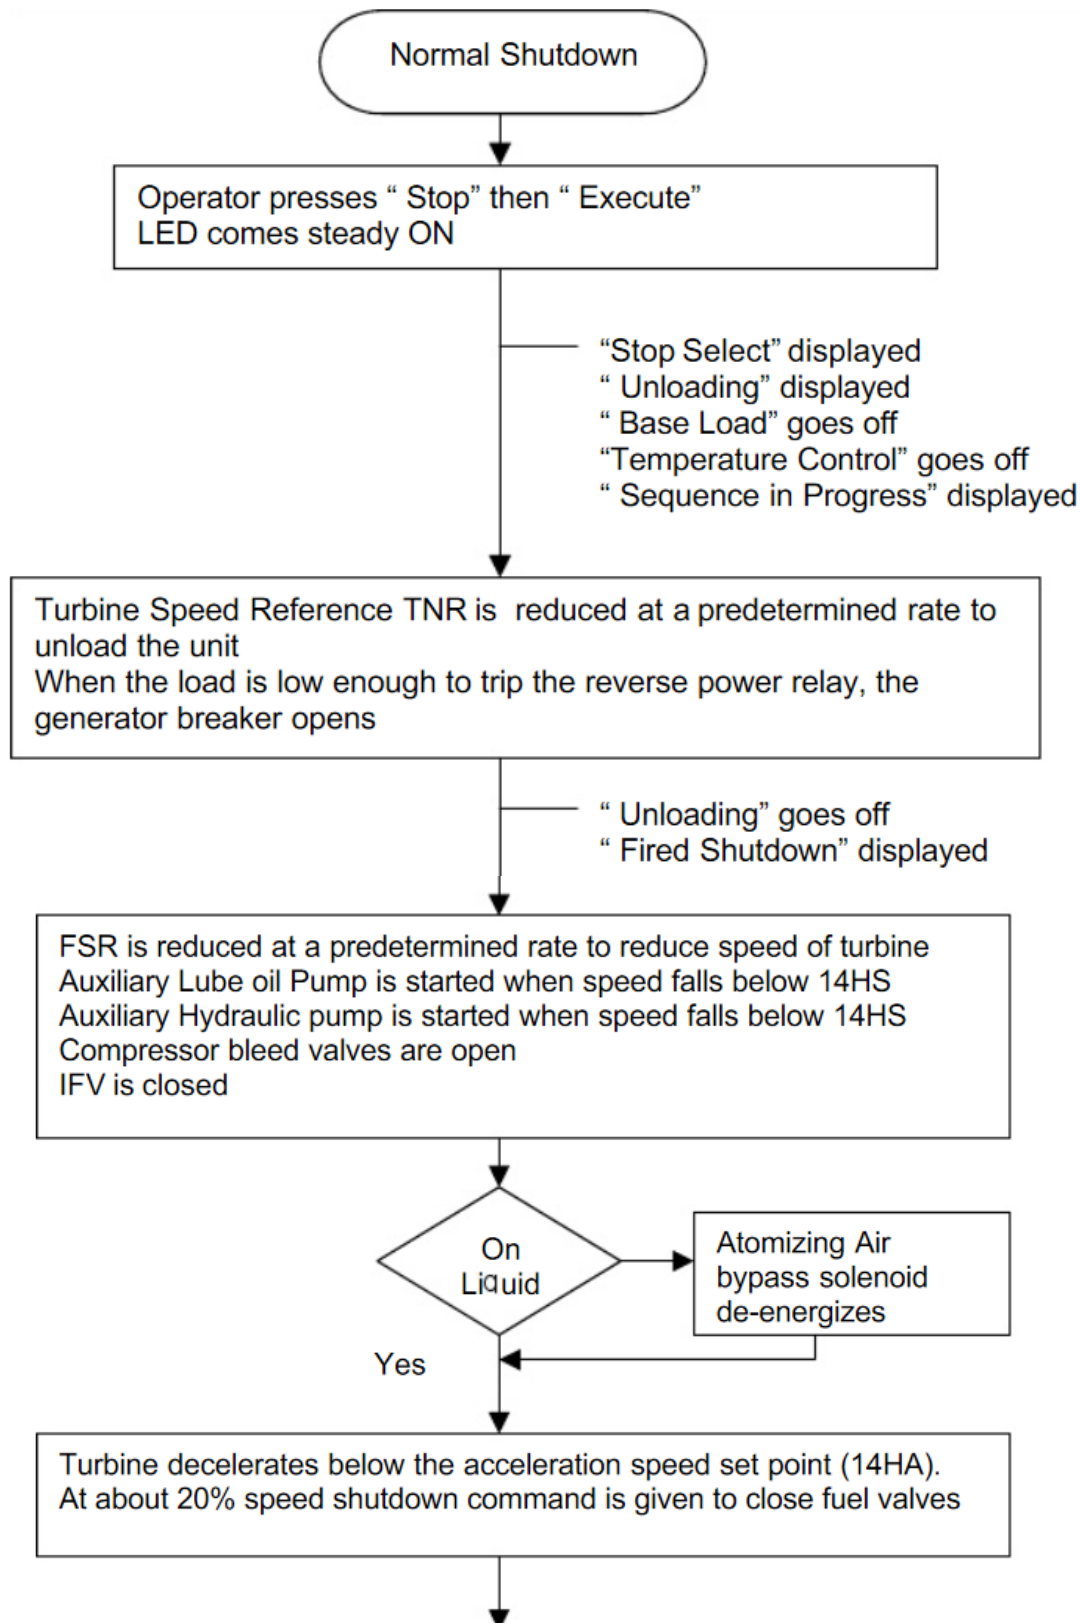 Normal Shutdown
Operator presses “ Stop” then “ Execute”
LED comes steady ON
“Stop Select” displayed
“ Unloading” displayed
“ Base Load” goes off
“Temperature Control” goes off
“ Sequence in Progress” displayed
Turbine Speed Reference TNR is reduced at a predetermined rate to
unload the unit
When the load is low enough to trip the reverse power relay, the
generator breaker opens
“ Unloading” goes off
“ Fired Shutdown” displayed
FSR is reduced at a predetermined rate to reduce speed of turbine
Auxiliary Lube oil Pump is started when speed falls below 14HS
Auxiliary Hydraulic pump is started when speed falls below 14HS
Compressor bleed valves are open
IFV is closed
On
Liquid
Atomizing Air
bypass solenoid
de-energizes
Yes
Turbine decelerates below the acceleration speed set point (14HA).
At about 20% speed shutdown command is given to close fuel valves